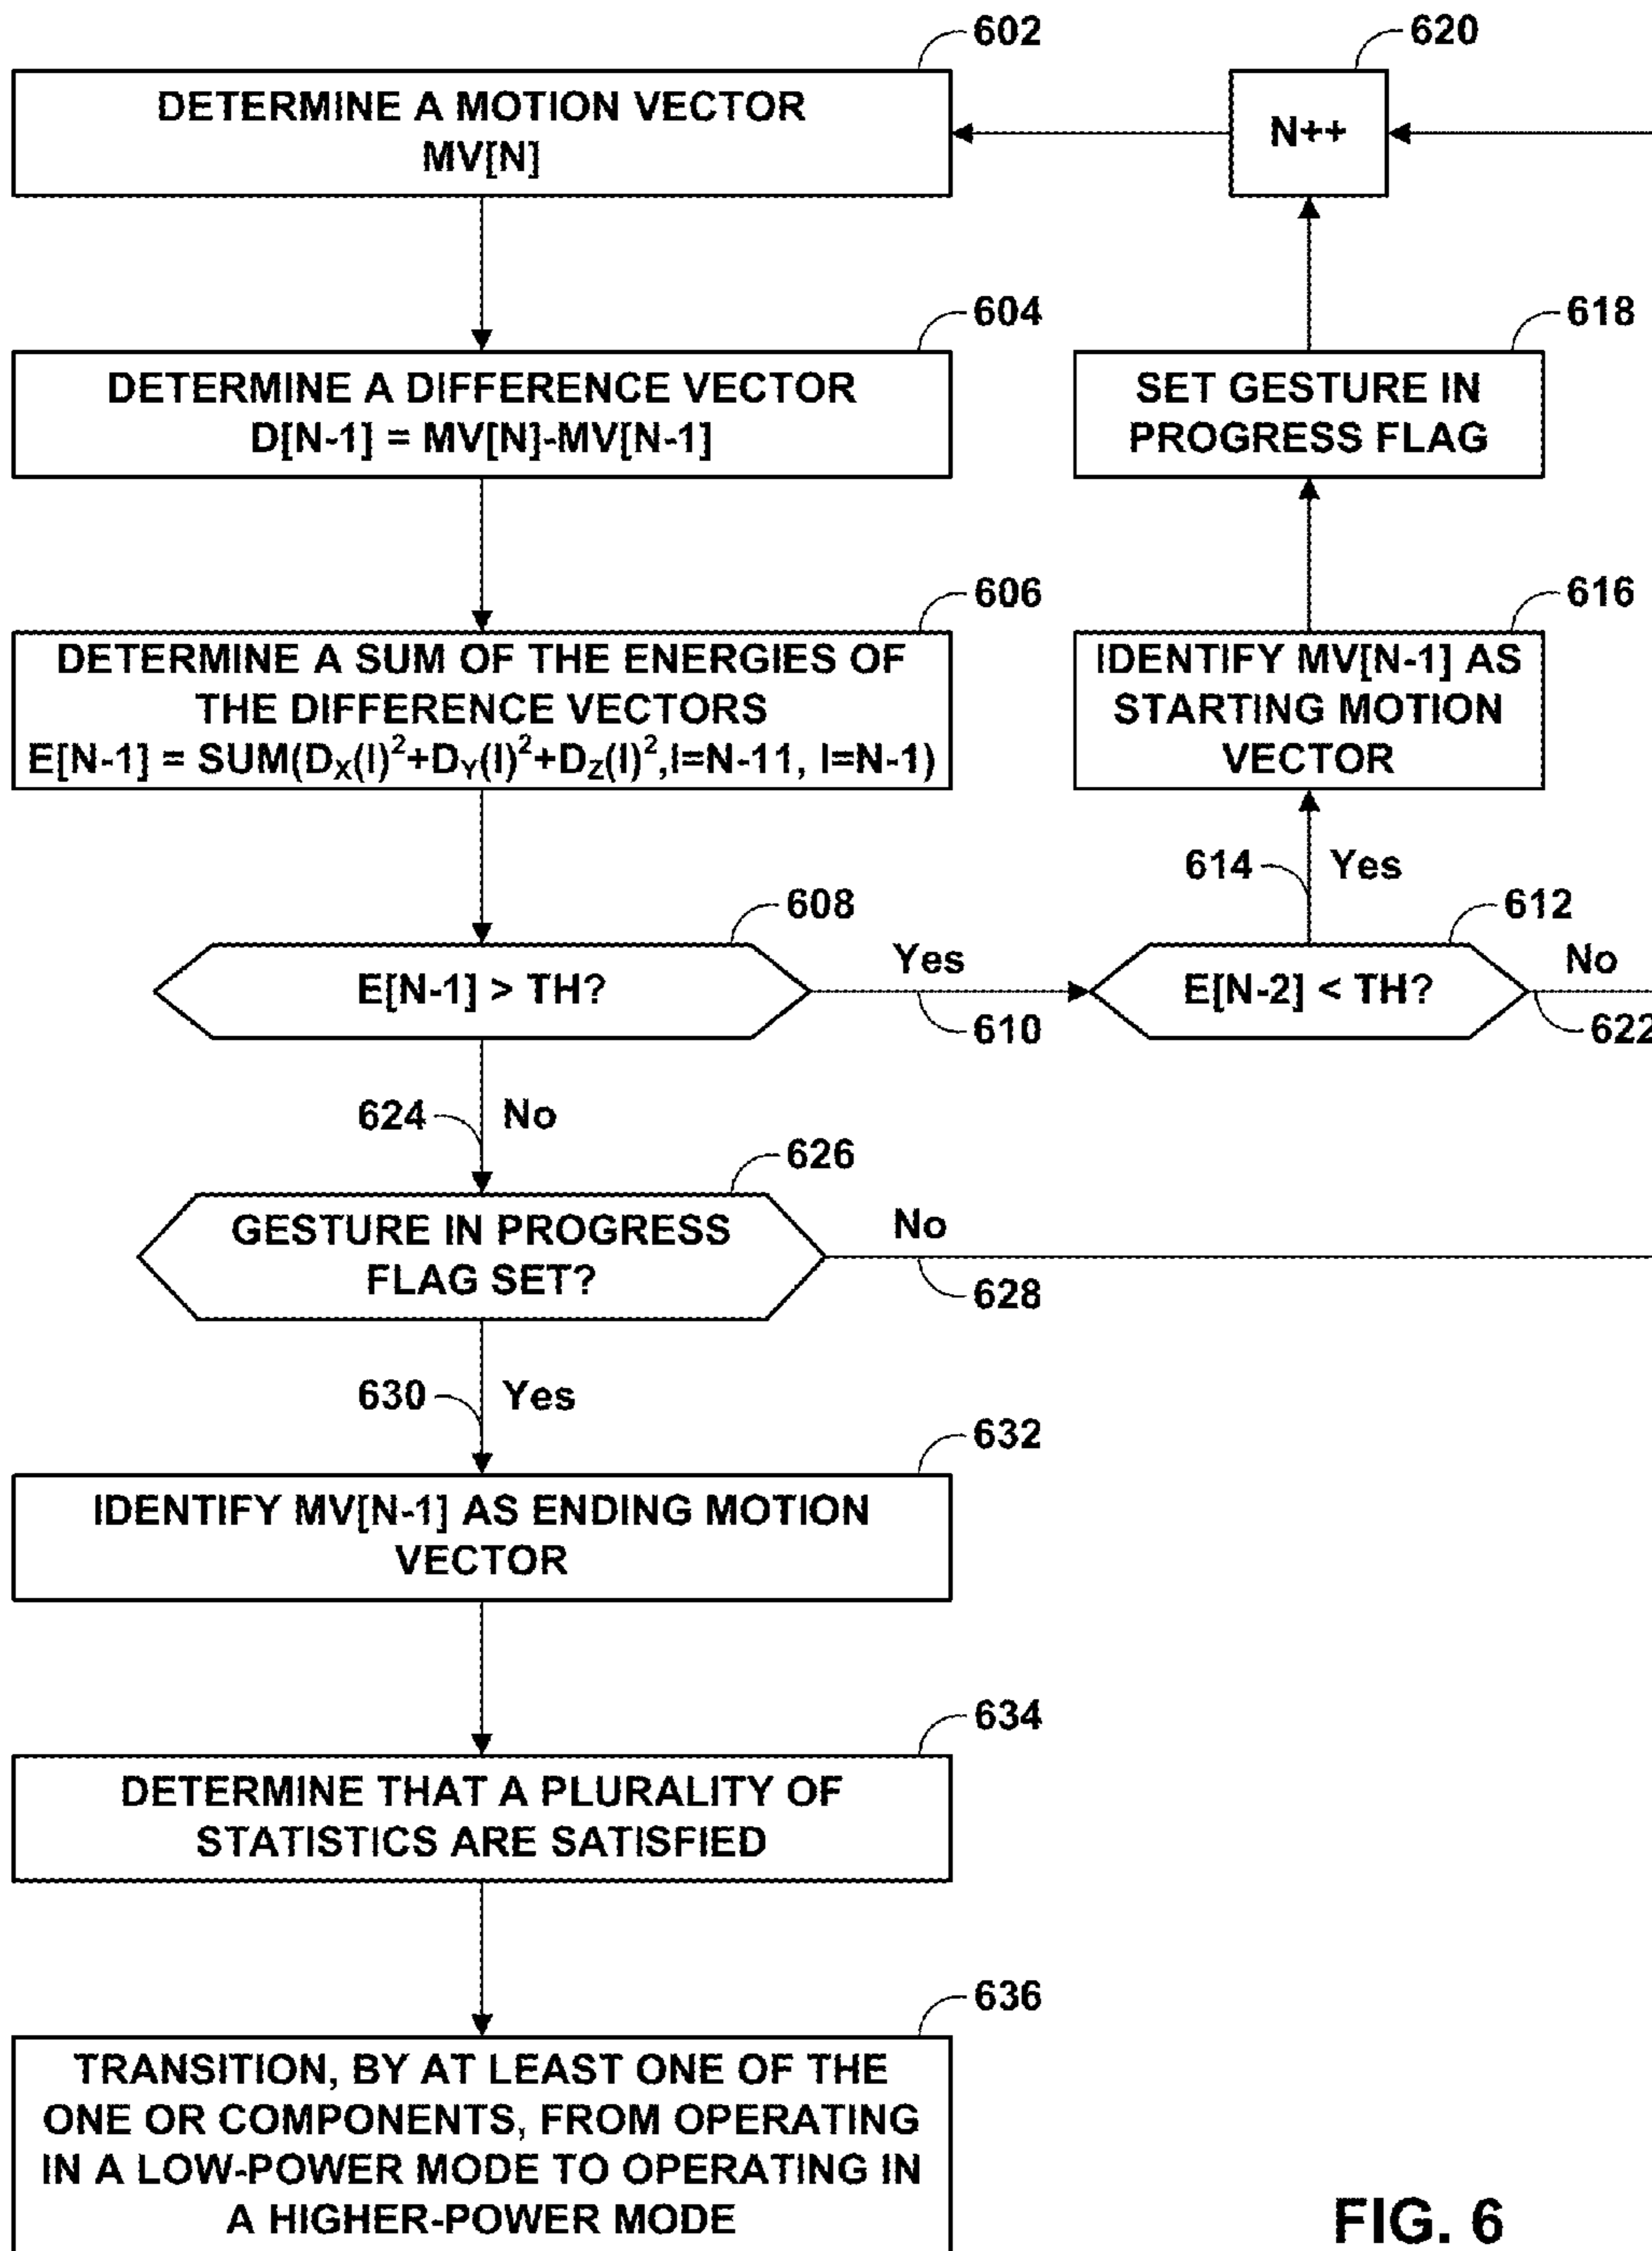 602
DETERMINE A MOTION VECTOR
MV[N]
620
N++
604
DETERMINE A DIFFERENCE VECTOR
D[N-1] = MV[N]-MV[N-1]
618
SET GESTURE IN
PROGRESS FLAG
606
DETERMINE A SUM OF THE ENERGIES OF
THE DIFFERENCE VECTORS
E[N-1] = SUM(D_X(I)²+D_Y(I)²+D_Z(I)²,I=N-11, I=N-1)
616
IDENTIFY MV[N-1] AS
STARTING MOTION
VECTOR
614
Yes
608
E[N-1] > TH?
Yes
610
612
E[N-2] < TH?
No
622
624
No
626
GESTURE IN PROGRESS
FLAG SET?
No
628
630
Yes
632
IDENTIFY MV[N-1] AS ENDING MOTION
VECTOR
634
DETERMINE THAT A PLURALITY OF
STATISTICS ARE SATISFIED
636
TRANSITION, BY AT LEAST ONE OF THE
ONE OR COMPONENTS, FROM OPERATING
IN A LOW-POWER MODE TO OPERATING IN
A HIGHER-POWER MODE
FIG. 6